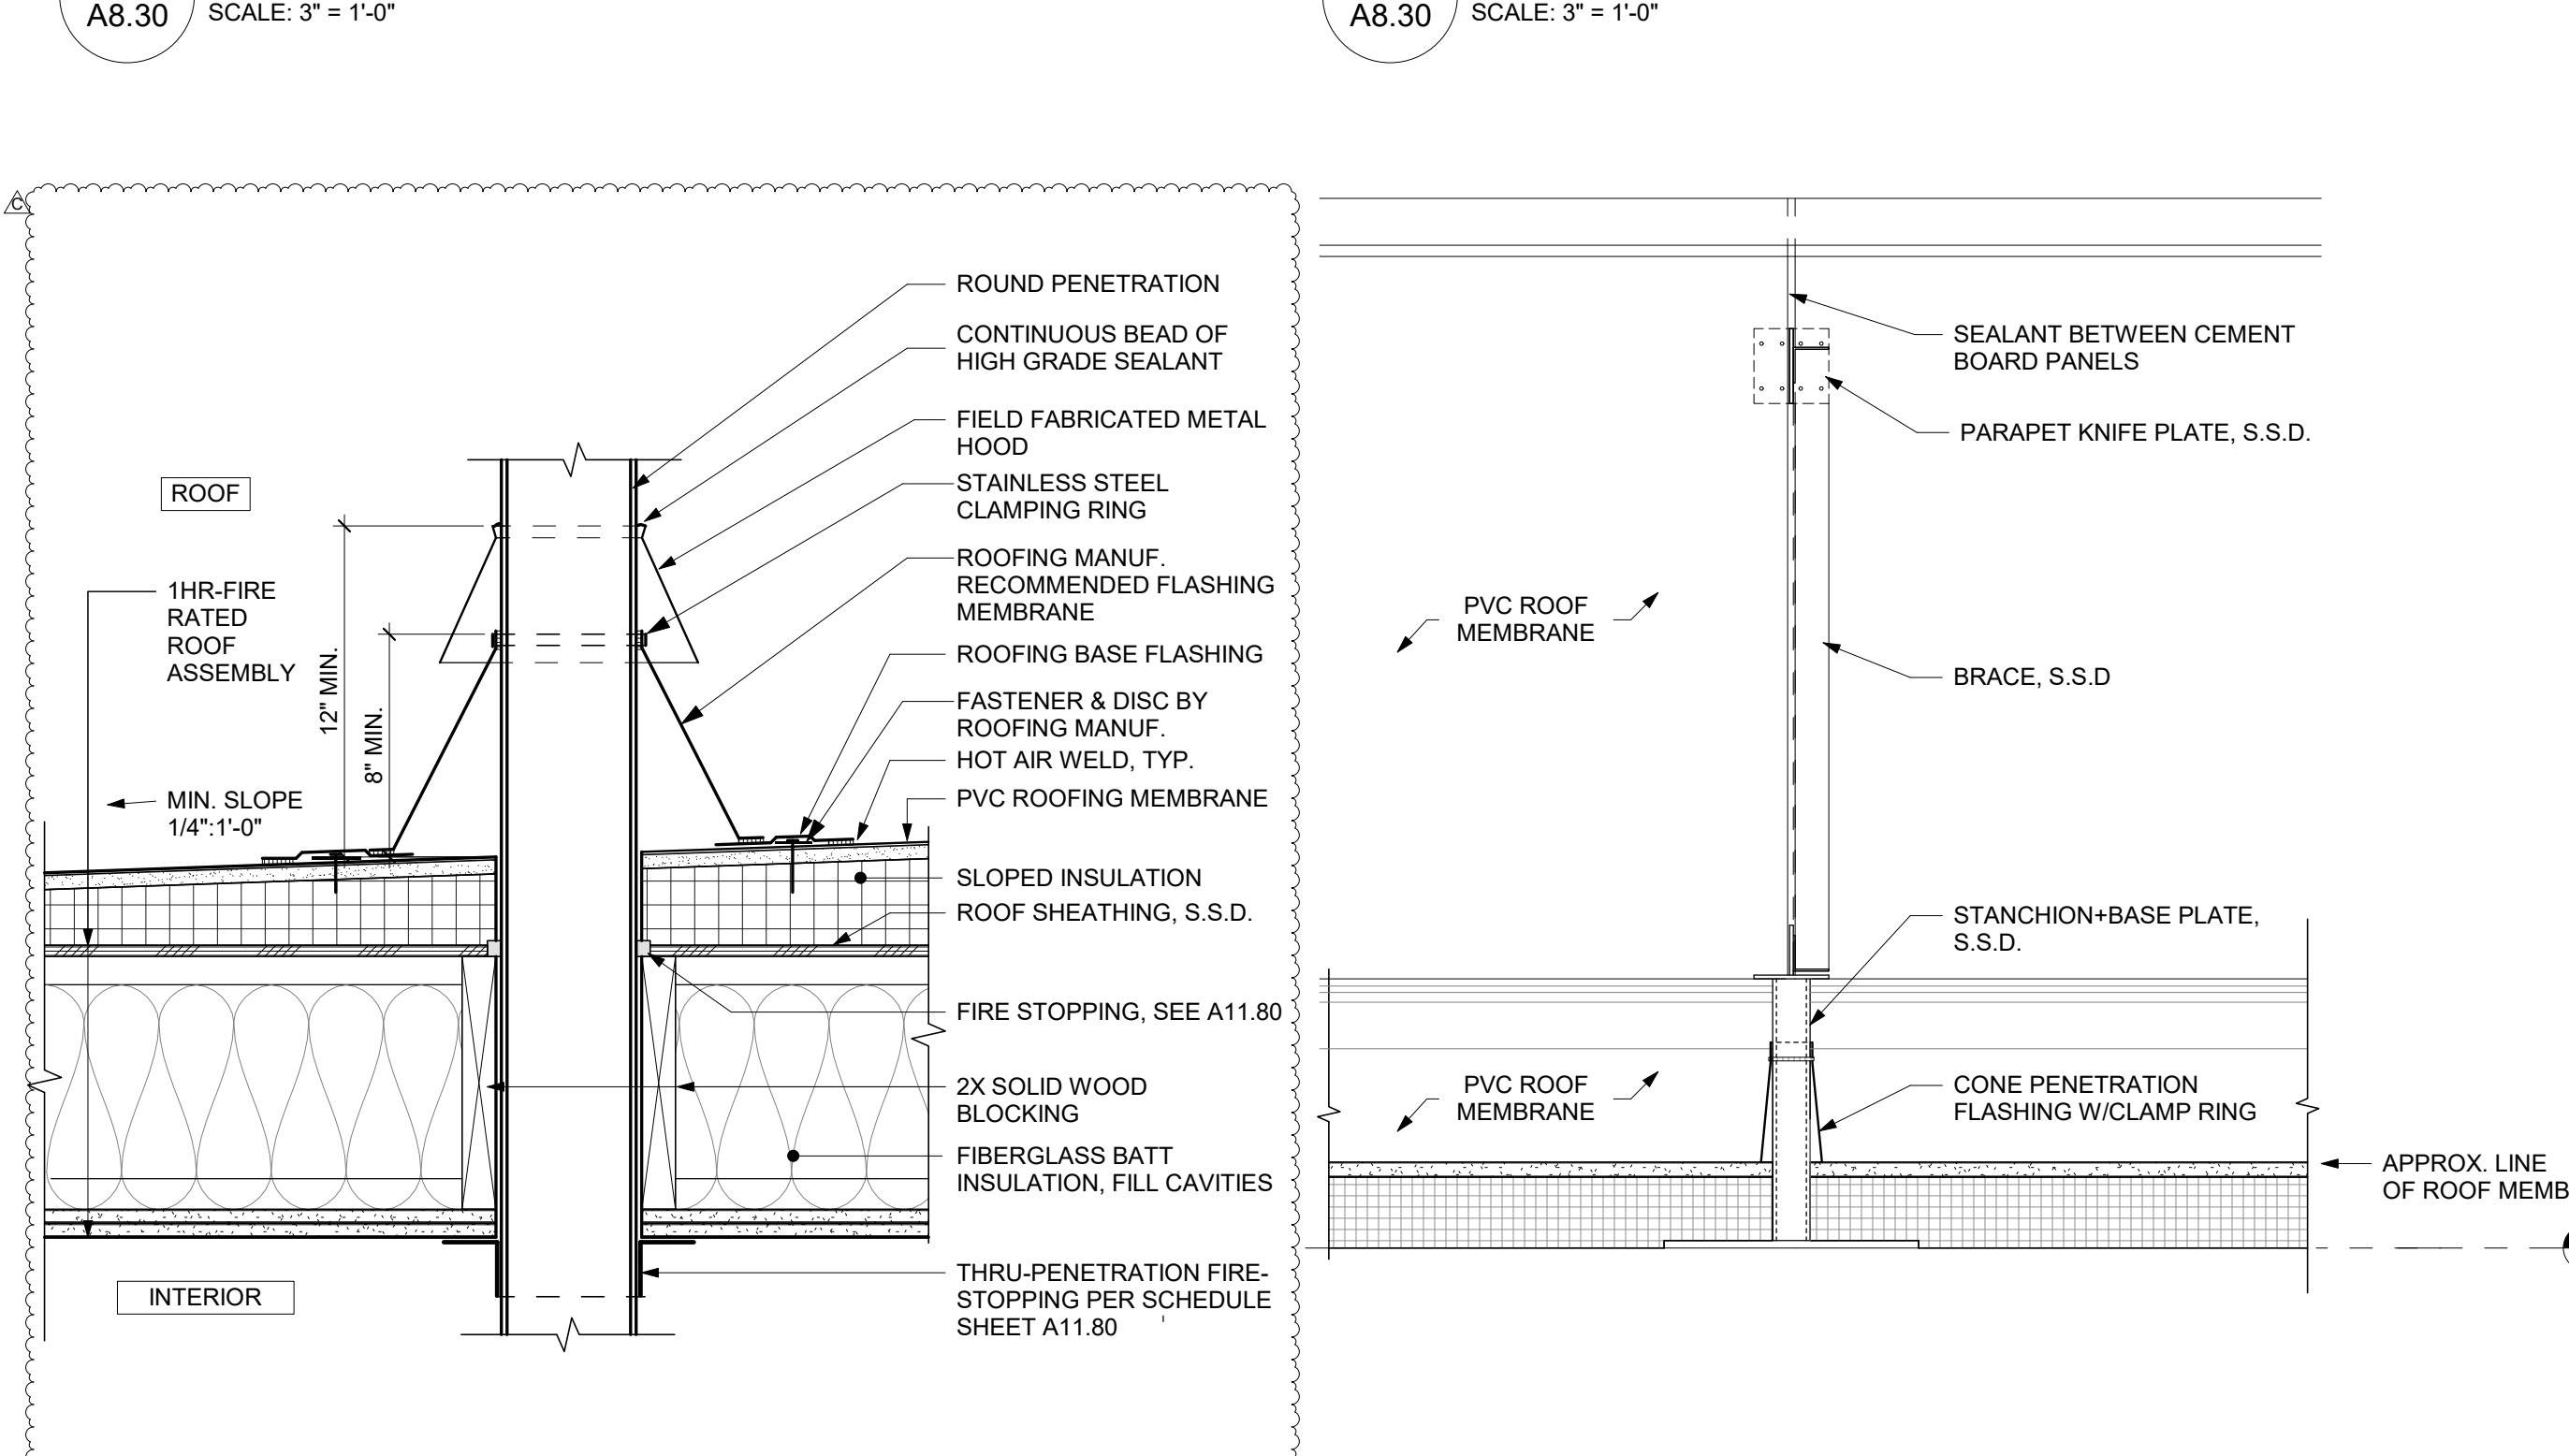 A8.30
SCALE: 3" = 1'-0"
A8.30
SCALE: 3" = 1'-0"
C
ROUND PENETRATION
CONTINUOUS BEAD OF
HIGH GRADE SEALANT
FIELD FABRICATED METAL
HOOD
STAINLESS STEEL
CLAMPING RING
ROOFING MANUF.
RECOMMENDED FLASHING
MEMBRANE
ROOFING BASE FLASHING
FASTENER & DISC BY
ROOFING MANUF.
HOT AIR WELD, TYP.
PVC ROOFING MEMBRANE
SLOPED INSULATION
ROOF SHEATHING, S.S.D.
FIRE STOPPING, SEE A11.80
2X SOLID WOOD
BLOCKING
FIBERGLASS BATT
INSULATION, FILL CAVITIES
THRU-PENETRATION FIRE-
STOPPING PER SCHEDULE
SHEET A11.80
ROOF
1HR-FIRE
RATED
ROOF
ASSEMBLY
12" MIN.
8" MIN.
MIN. SLOPE
1/4":1'-0"
INTERIOR
SEALANT BETWEEN CEMENT
BOARD PANELS
PARAPET KNIFE PLATE, S.S.D.
PVC ROOF
MEMBRANE
BRACE, S.S.D
STANCHION+BASE PLATE,
S.S.D.
PVC ROOF
MEMBRANE
CONE PENETRATION
FLASHING W/CLAMP RING
APPROX. LINE
OF ROOF MEMB